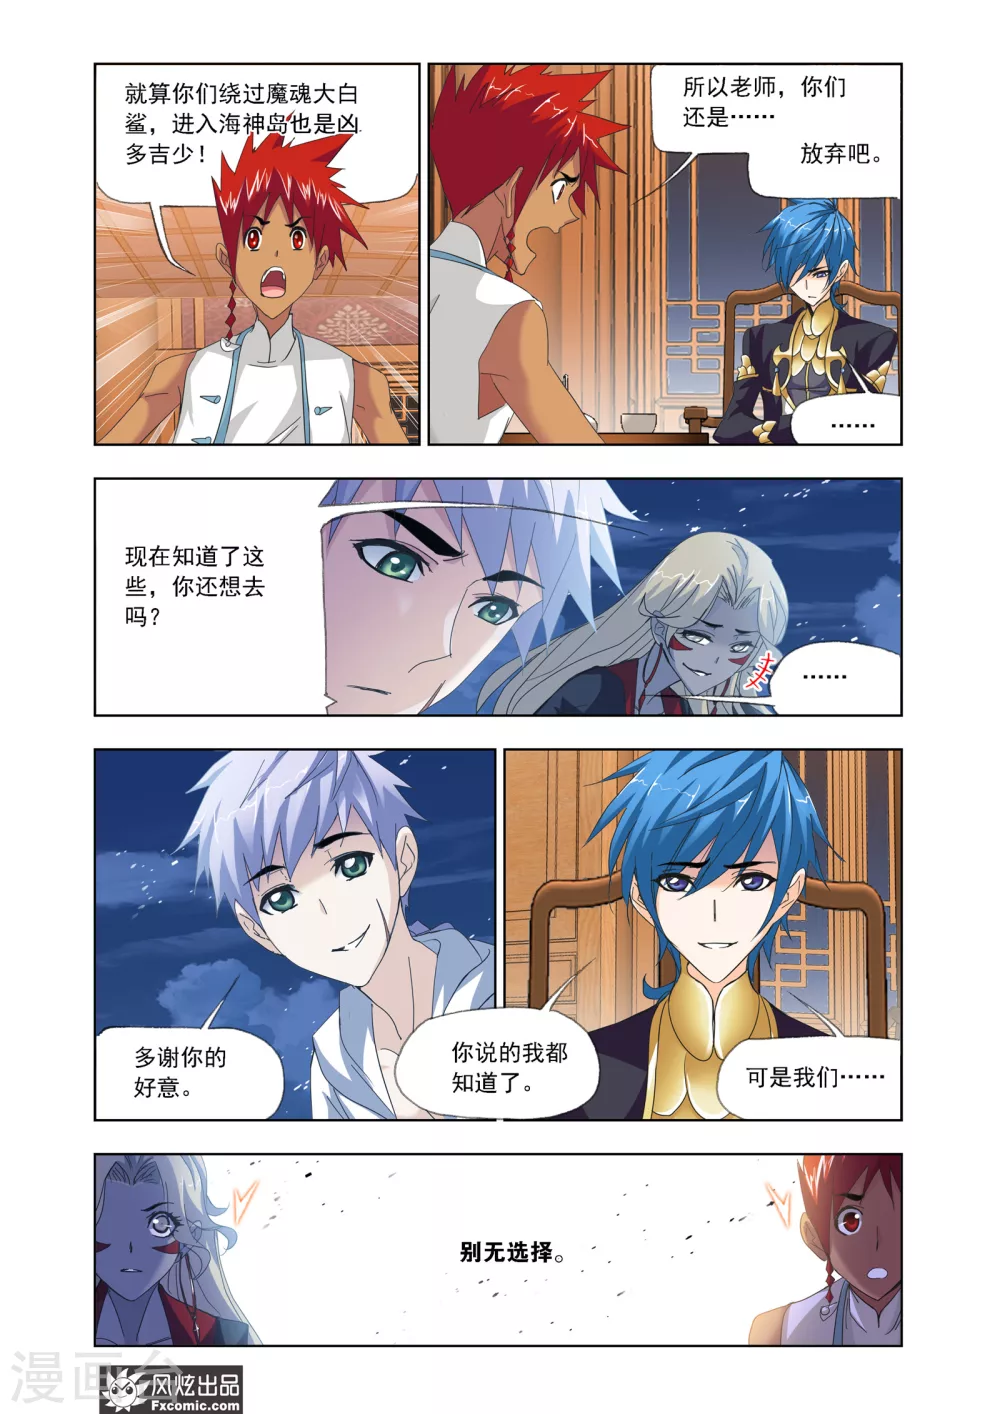 就算你们绕过魔魂大白
鲨，进入海神岛也是凶
多吉少！
所以老师，你们
还是……
放弃吧。
……
现在知道了这
些，你还想去
吗？
……
多谢你的
好意。
你说的我都
知道了。
可是我们……
别无选择。
漫画台
风炫出品
Fxcomic.com